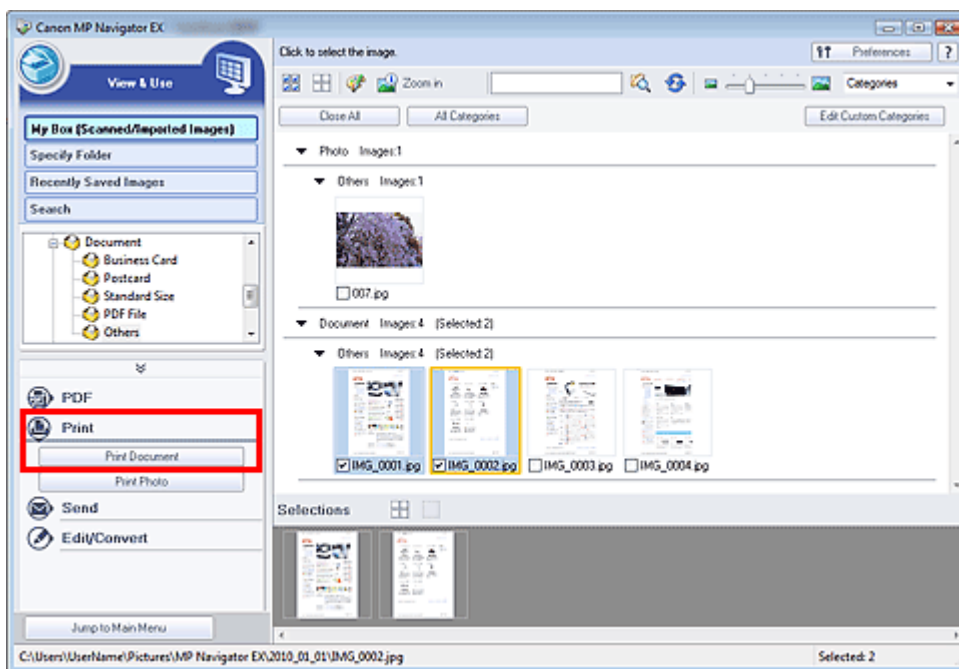 Canon MP Navigator EX
View & Use
My Box (Scanned/Imported Images)
Specify Folder
Recently Saved Images
Search
Document
Business Card
Postcard
Standard Size
PDF File
Others
PDF
Print
Print Document
Print Photo
Send
Edit/Convert
Jump to Main Menu
Click to select the image.
Preferences
?
Zoom in
Categories
Close All
All Categories
Edit Custom Categories
Photo Images:1
Others Images:1
007.jpg
Document Images:4 (Selected:2)
Others Images:4 (Selected:2)
IMG_0001.jpg
IMG_0002.jpg
IMG_0003.jpg
IMG_0004.jpg
Selections
C:\Users\UserName\Pictures\MP Navigator EX\2010_01_01\IMG_0002.jpg
Selected: 2